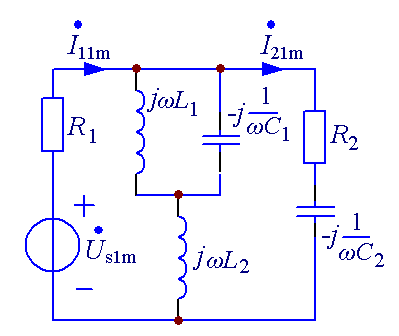 İ₁₁ₘ
İ₂₁ₘ
jωL₁
-j 1/ωC₁
R₁
R₂
+
U̇ₛ₁ₘ
-j 1/ωC₂
jωL₂
−